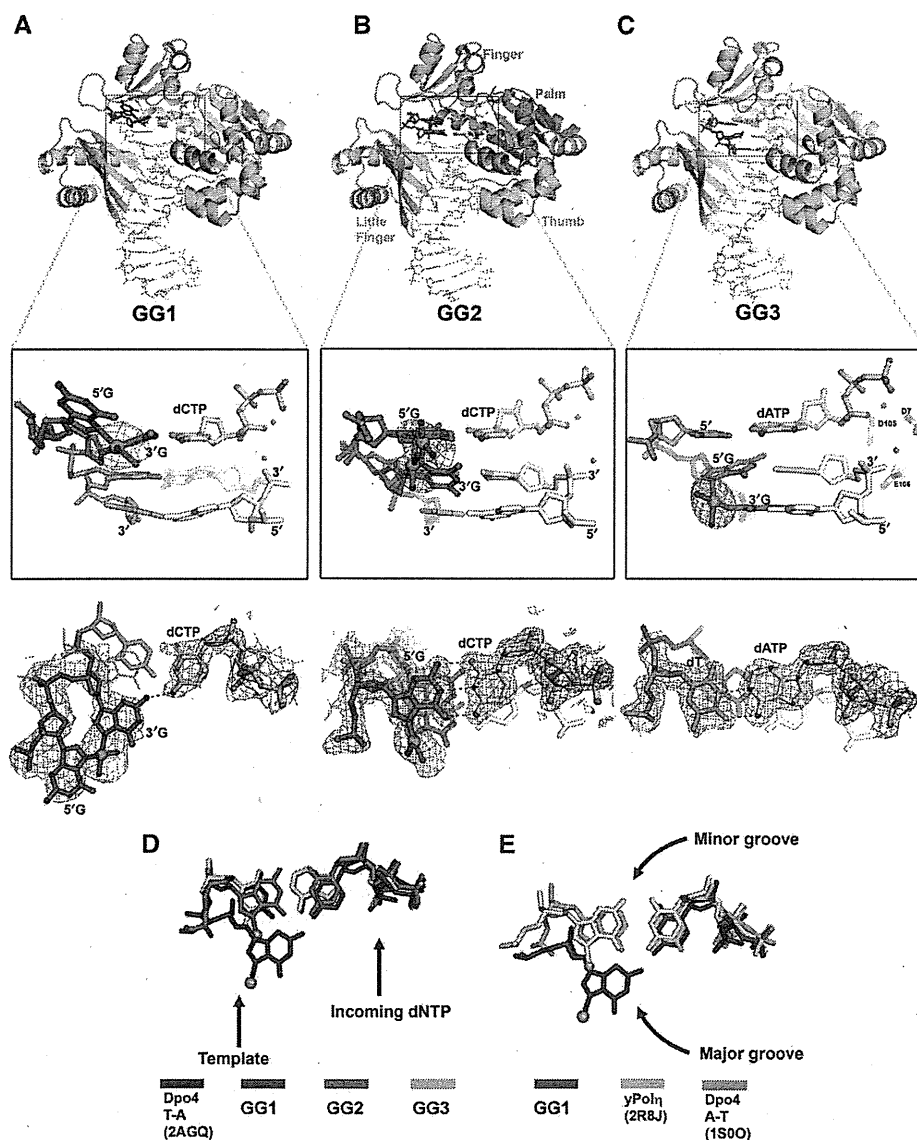 A
B
C
Finger
Palm
Little
Finger
Thumb
GG1
GG2
GG3
5'G
dCTP
3'G
3'
3'
5'
5'G
dCTP
3'G
3'
3'
5'
5'
dATP
D7
D105
5'G
3'
E106
3'G
5'
dCTP
3'G
5'G
5'G
dCTP
dT
dATP
D
E
Minor groove
Incoming dNTP
Template
Major groove
Dpo4
T-A
(2AGQ)
GG1
GG2
GG3
GG1
yPolη
(2R8J)
Dpo4
A-T
(1S0O)